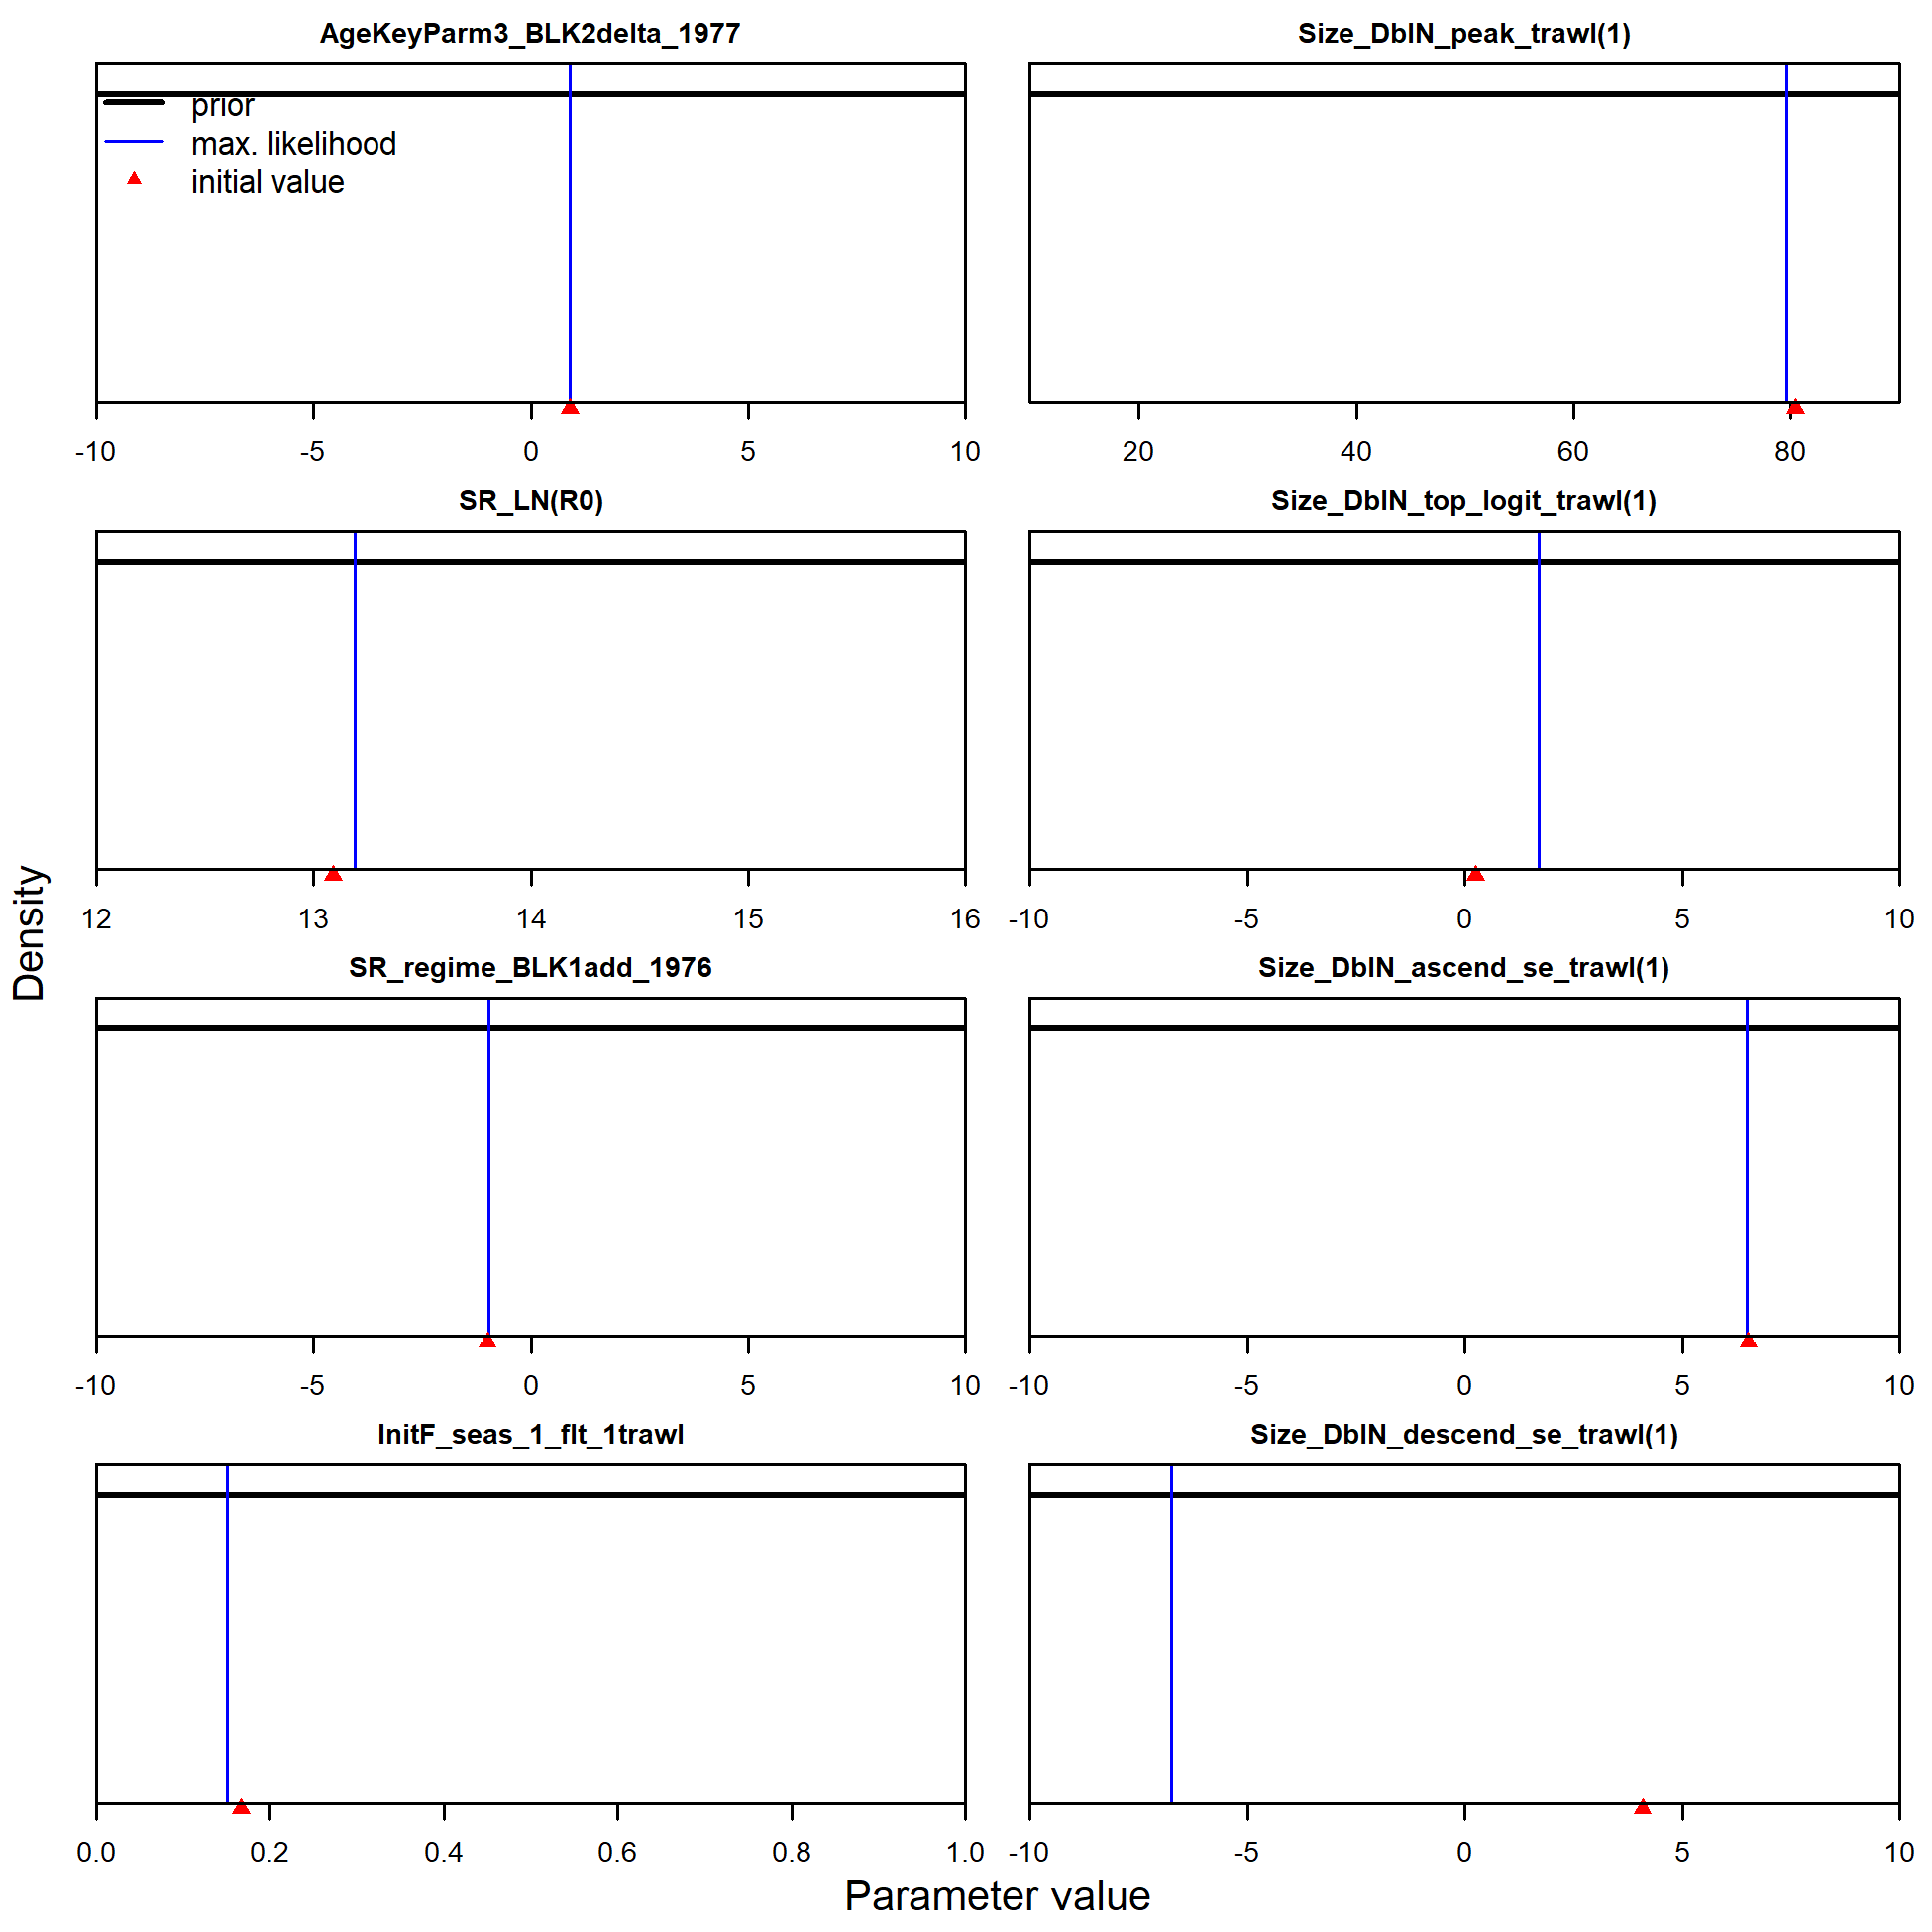 AgeKeyParm3_BLK2delta_1977
prior
max. likelihood
initial value
-10 -5 0 5 10
Size_DblN_peak_trawl(1)
20 40 60 80
SR_LN(R0)
12 13 14 15 16
Size_DblN_top_logit_trawl(1)
-10 -5 0 5 10
SR_regime_BLK1add_1976
-10 -5 0 5 10
Size_DblN_ascend_se_trawl(1)
-10 -5 0 5 10
InitF_seas_1_flt_1trawl
0.0 0.2 0.4 0.6 0.8 1.0
Size_DblN_descend_se_trawl(1)
-10 -5 0 5 10
Density
Parameter value